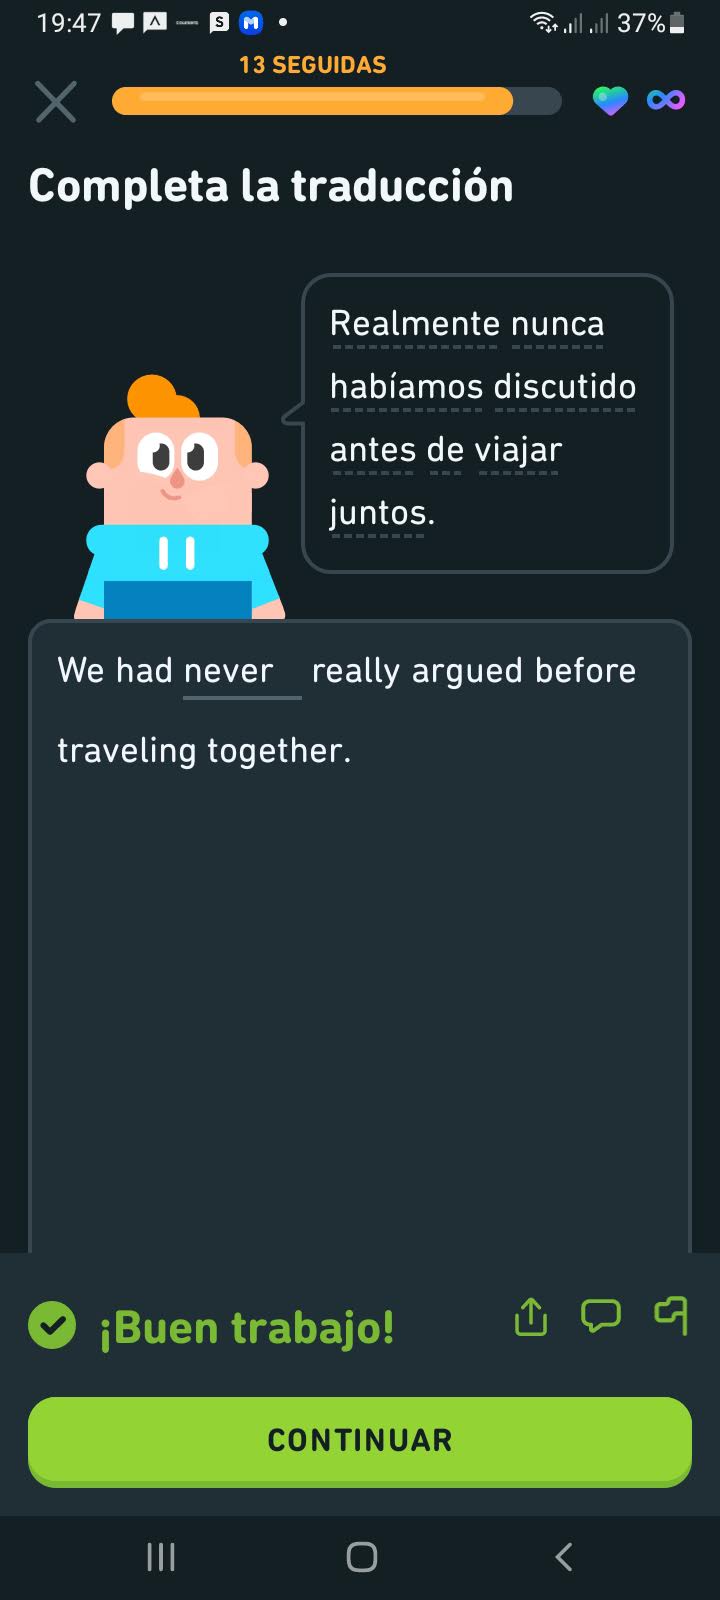 19:47 37%
13 SEGUIDAS
Completa la traducción
Realmente nunca
habíamos discutido
antes de viajar
juntos.
We had never really argued before
traveling together.
¡Buen trabajo!
CONTINUAR